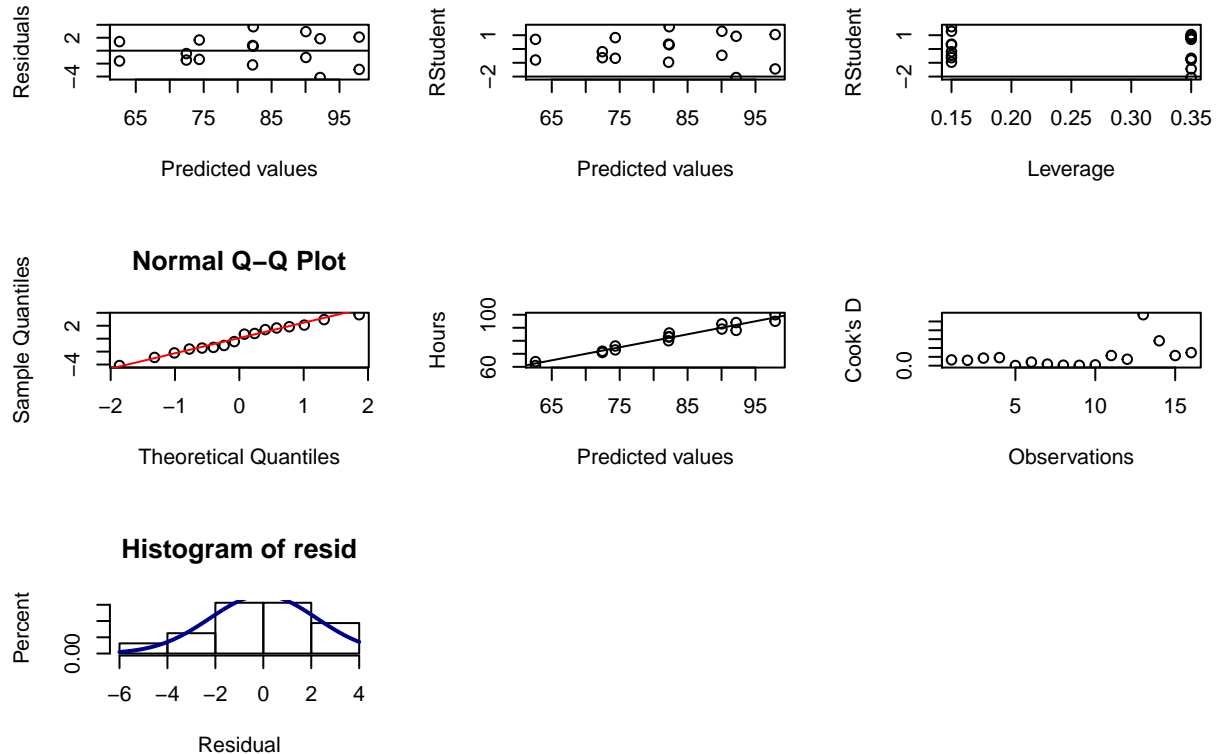 Residuals
2
−4
65
75
85
95
Predicted values
RStudent
1
−2
65
75
85
95
Predicted values
RStudent
1
−2
0.15
0.20
0.25
0.30
0.35
Leverage
Normal Q−Q Plot
Sample Quantiles
2
−4
−2
−1
0
1
2
Theoretical Quantiles
Hours
100
60
65
75
85
95
Predicted values
Cook's D
0.0
5
10
15
Observations
Histogram of resid
Percent
0.00
−6
−4
−2
0
2
4
Residual